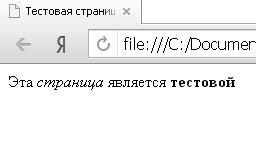 Тестовая страниц
Я
file:///C:/Documen
Эта страница является тестовой